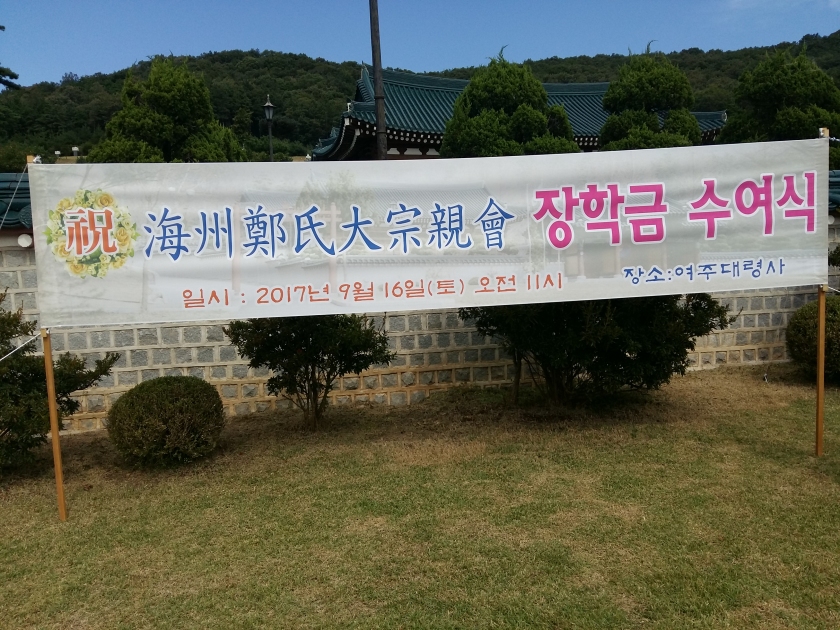 祝 海州鄭氏大宗親會 장학금 수여식
일시 : 2017년 9월 16일(토) 오전 11시 장소:여주대령사